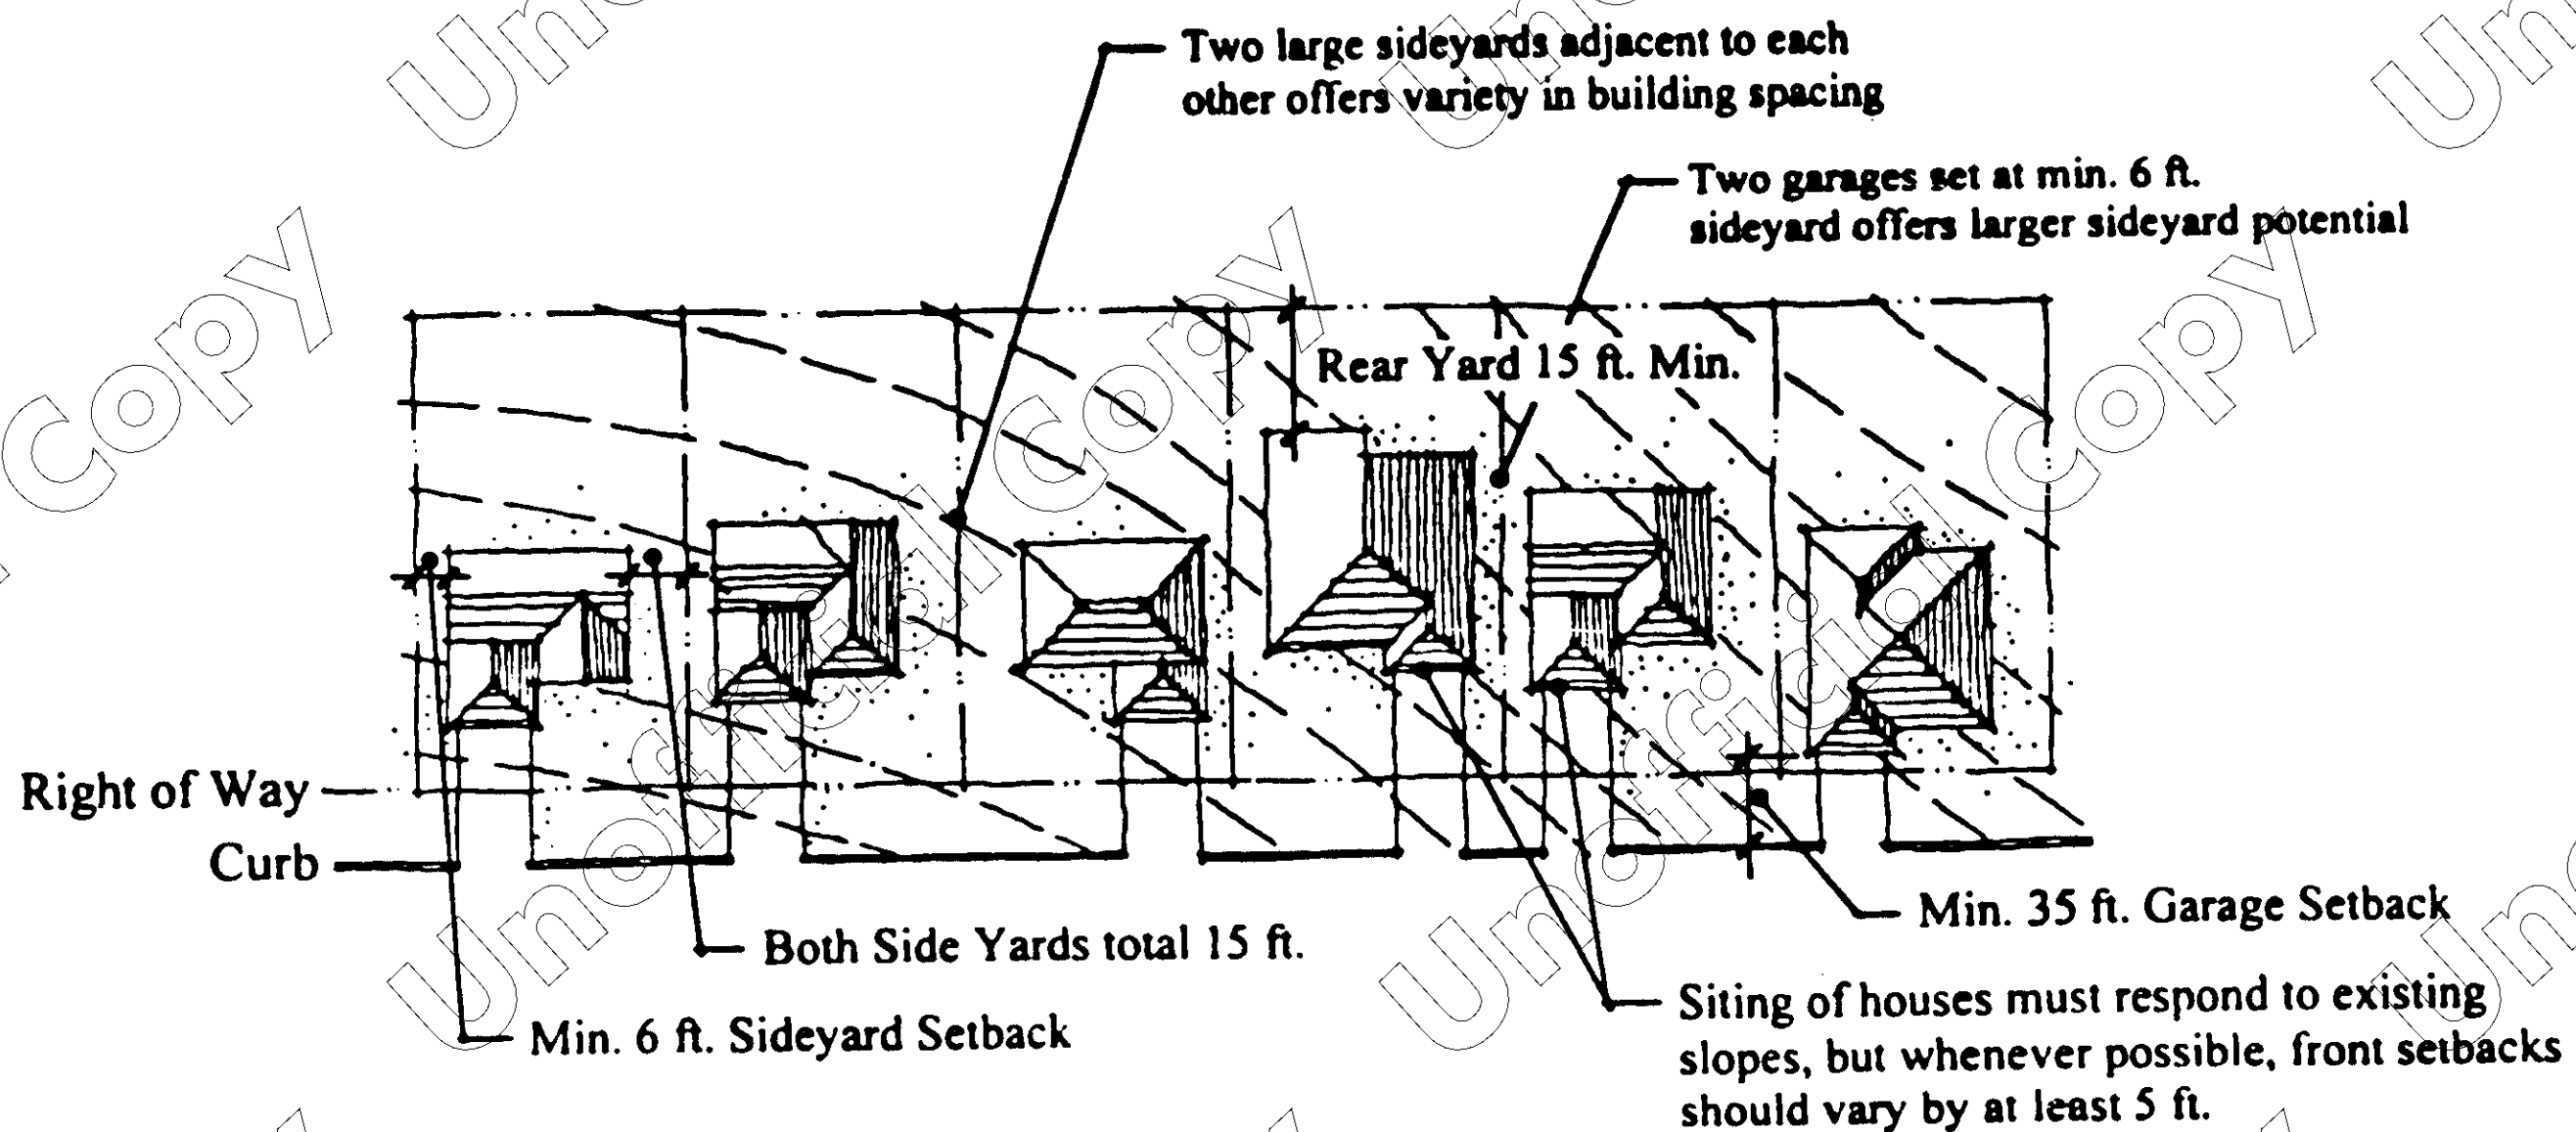 Two large sideyards adjacent to each
other offers variety in building spacing
Two garages set at min. 6 ft.
sideyard offers larger sideyard potential
Rear Yard 15 ft. Min.
Right of Way
Curb
Min. 35 ft. Garage Setback
Both Side Yards total 15 ft.
Siting of houses must respond to existing
slopes, but whenever possible, front setbacks
should vary by at least 5 ft.
Min. 6 ft. Sideyard Setback
Unofficial Copy
Unofficial Copy
Copy